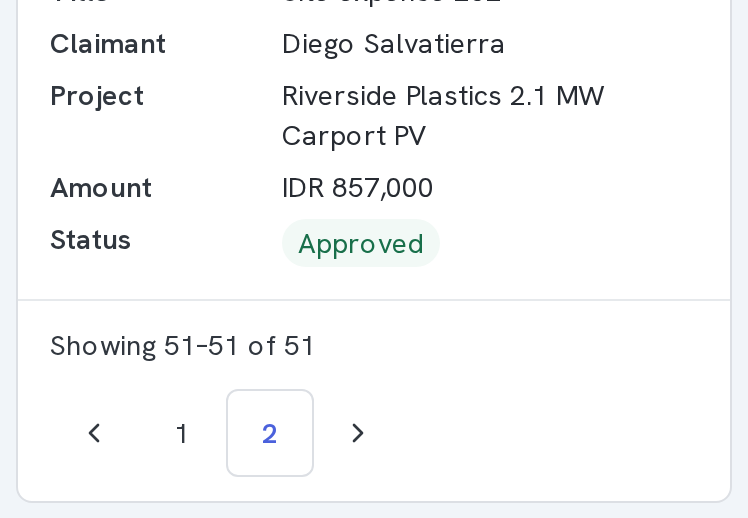 Claimant Diego Salvatierra
Project Riverside Plastics 2.1 MW
Carport PV
Amount IDR 857,000
Status Approved
Showing 51–51 of 51
1 2